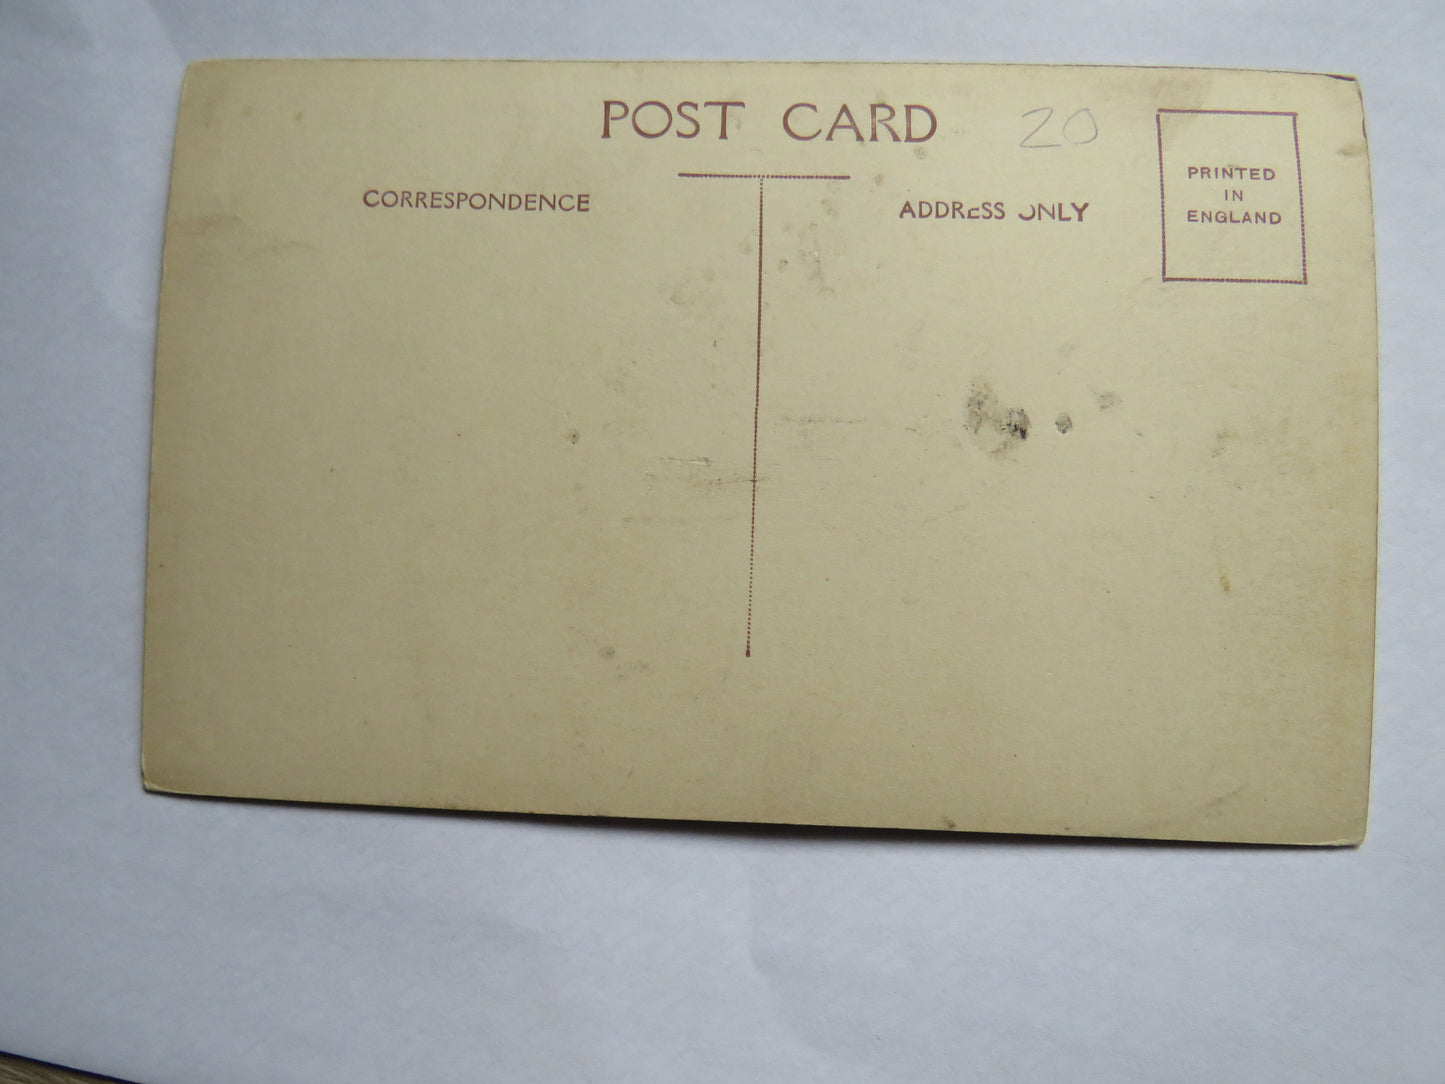 POST CARD
20
CORRESPONDENCE
ADDRESS ONLY
PRINTED
IN
ENGLAND